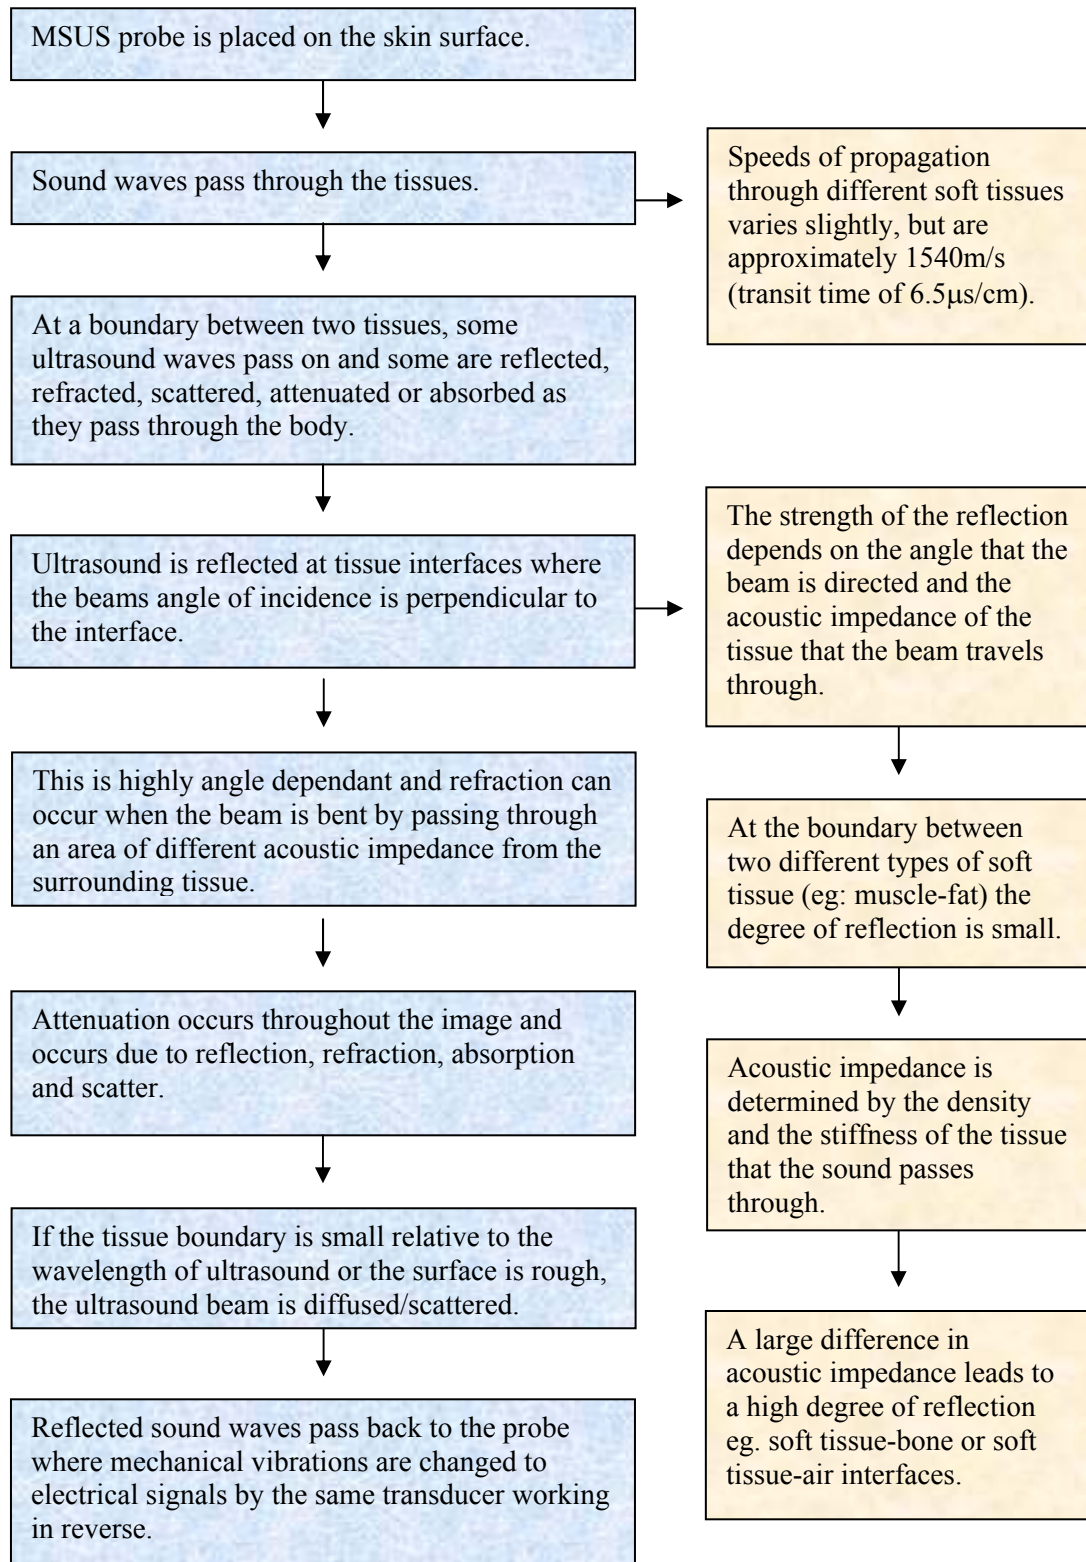 MSUS probe is placed on the skin surface.
Sound waves pass through the tissues.
Speeds of propagation
through different soft tissues
varies slightly, but are
approximately 1540m/s
(transit time of 6.5μs/cm).
At a boundary between two tissues, some
ultrasound waves pass on and some are reflected,
refracted, scattered, attenuated or absorbed as
they pass through the body.
Ultrasound is reflected at tissue interfaces where
the beams angle of incidence is perpendicular to
the interface.
The strength of the reflection
depends on the angle that the
beam is directed and the
acoustic impedance of the
tissue that the beam travels
through.
This is highly angle dependant and refraction can
occur when the beam is bent by passing through
an area of different acoustic impedance from the
surrounding tissue.
At the boundary between
two different types of soft
tissue (eg: muscle-fat) the
degree of reflection is small.
Attenuation occurs throughout the image and
occurs due to reflection, refraction, absorption
and scatter.
Acoustic impedance is
determined by the density
and the stiffness of the tissue
that the sound passes
through.
If the tissue boundary is small relative to the
wavelength of ultrasound or the surface is rough,
the ultrasound beam is diffused/scattered.
A large difference in
acoustic impedance leads to
a high degree of reflection
eg. soft tissue-bone or soft
tissue-air interfaces.
Reflected sound waves pass back to the probe
where mechanical vibrations are changed to
electrical signals by the same transducer working
in reverse.